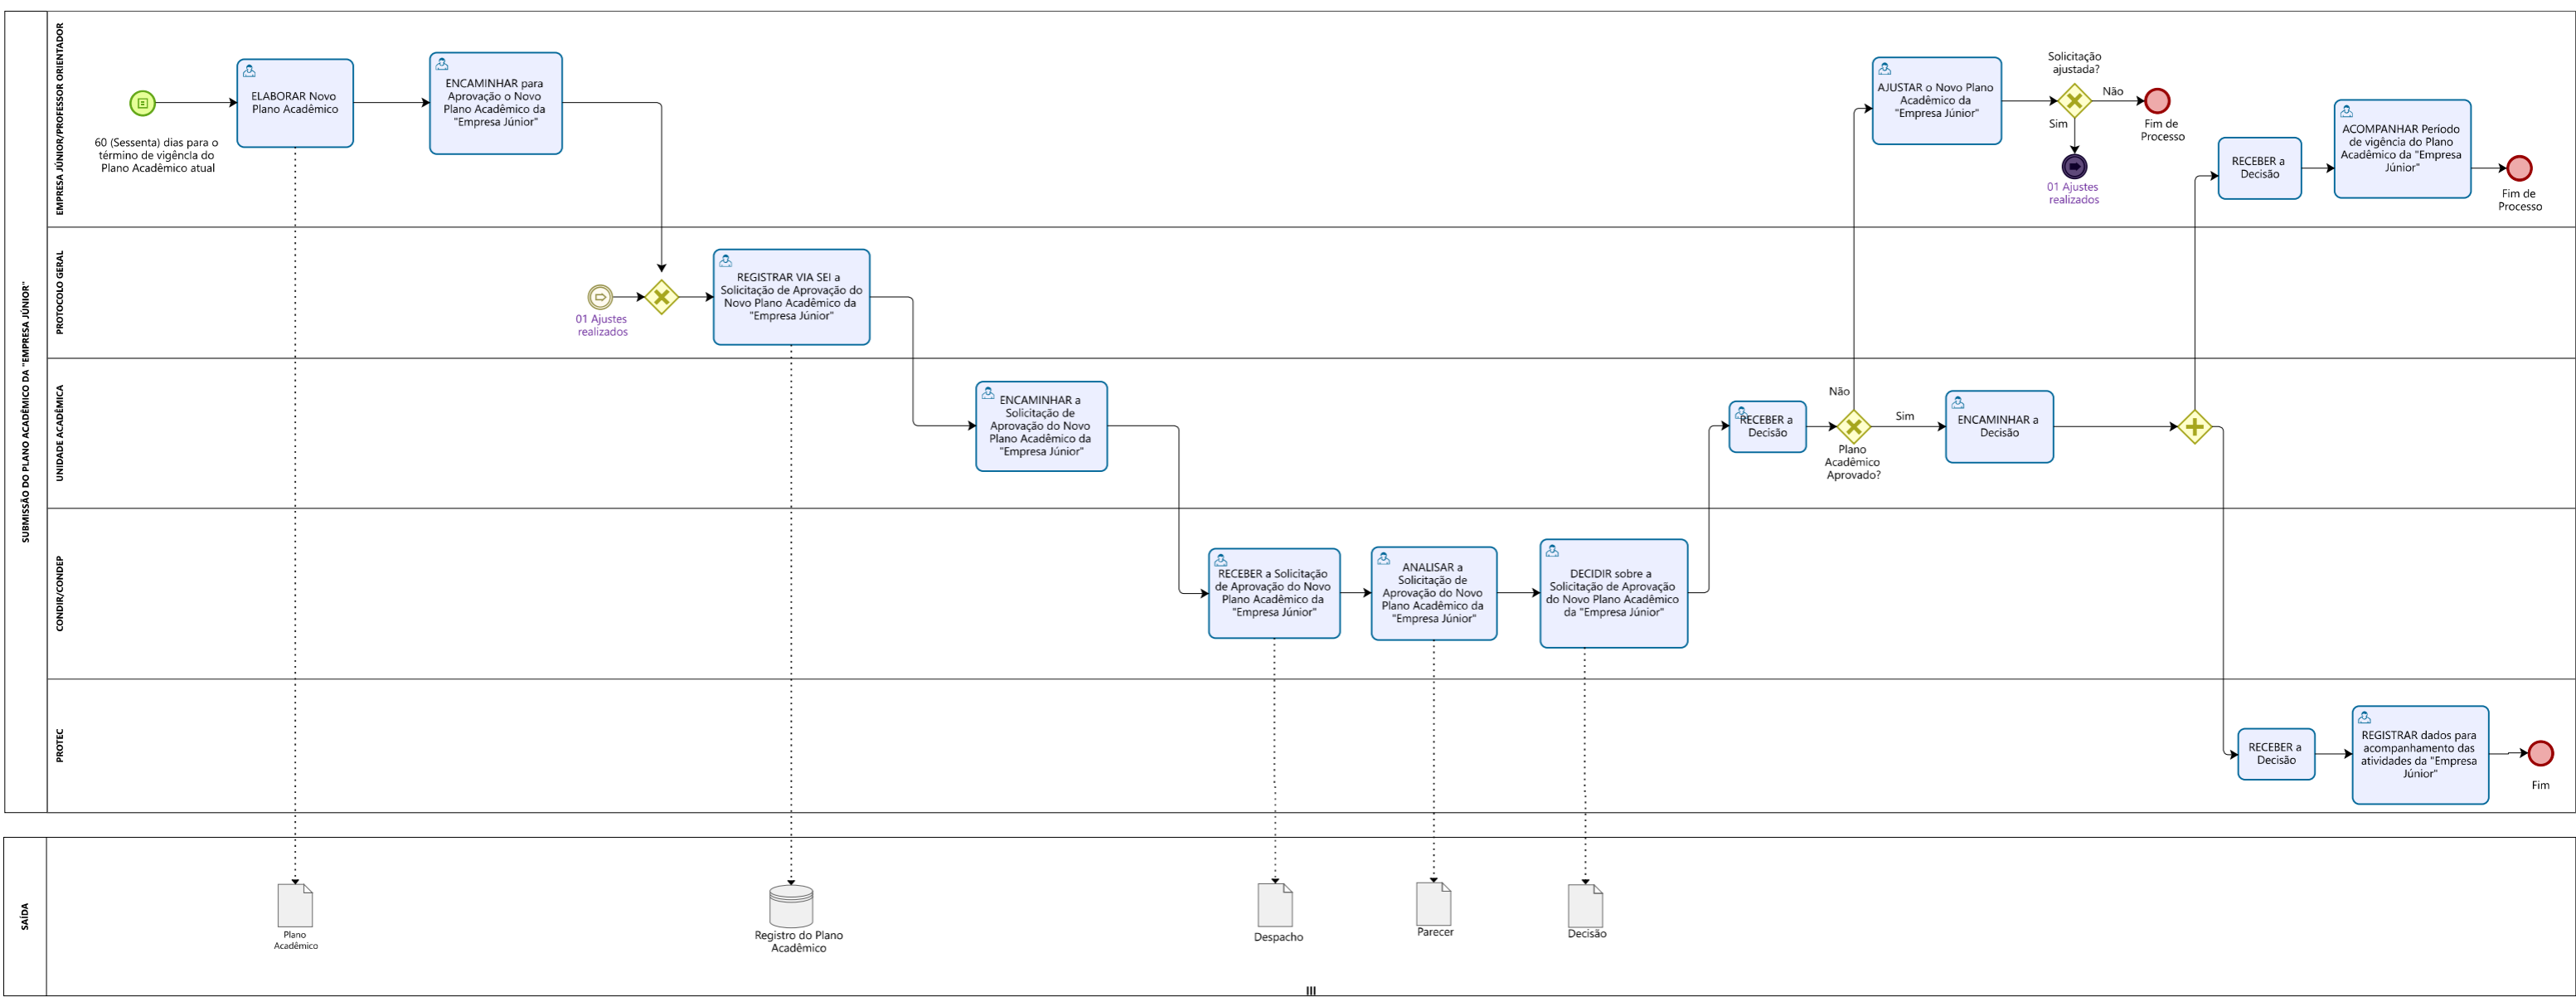 SUBMISSÃO DO PLANO ACADÊMICO DA "EMPRESA JÚNIOR"
EMPRESA JÚNIOR/PROFESSOR ORIENTADOR
60 (Sessenta) dias para o
término de vigência do
Plano Acadêmico atual
ELABORAR Novo
Plano Acadêmico
ENCAMINHAR para
Aprovação o Novo
Plano Acadêmico da
"Empresa Júnior"
AJUSTAR o Novo Plano
Acadêmico da
"Empresa Júnior"
Solicitação
ajustada?
Não
Sim
Fim de
Processo
01 Ajustes
realizados
RECEBER a
Decisão
ACOMPANHAR Período
de vigência do Plano
Acadêmico da "Empresa
Júnior"
Fim de
Processo
PROTOCOLO GERAL
01 Ajustes
realizados
REGISTRAR VIA SEI a
Solicitação de Aprovação do
Novo Plano Acadêmico da
"Empresa Júnior"
UNIDADE ACADÊMICA
ENCAMINHAR a
Solicitação de
Aprovação do Novo
Plano Acadêmico da
"Empresa Júnior"
RECEBER a
Decisão
Não
Sim
Plano
Acadêmico
Aprovado?
ENCAMINHAR a
Decisão
CONDIR/CONDEP
RECEBER a Solicitação
de Aprovação do Novo
Plano Acadêmico da
"Empresa Júnior"
ANALISAR a
Solicitação de
Aprovação do Novo
Plano Acadêmico da
"Empresa Júnior"
DECIDIR sobre a
Solicitação de Aprovação
do Novo Plano Acadêmico
da "Empresa Júnior"
PROTEC
RECEBER a
Decisão
REGISTRAR dados para
acompanhamento das
atividades da "Empresa
Júnior"
Fim
SAÍDA
Plano
Acadêmico
Registro do Plano
Acadêmico
Despacho
Parecer
Decisão